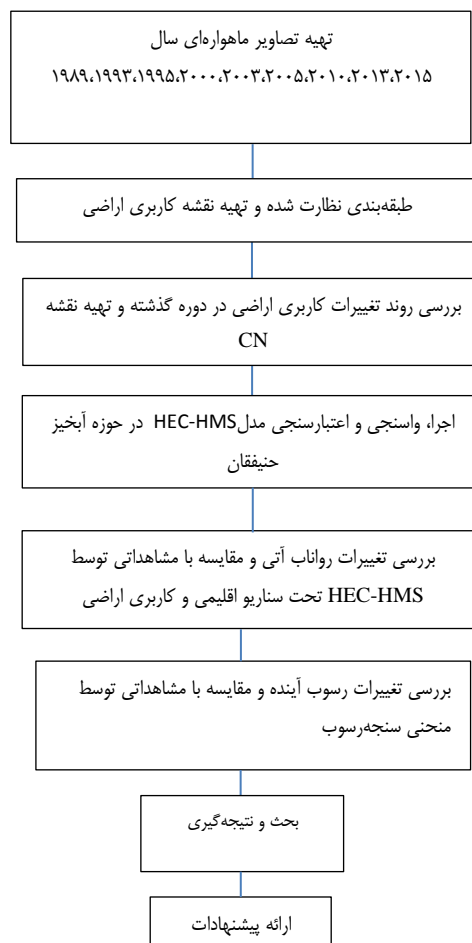 تهیه تصاویر ماهواره‌ای سال
۱۹۸۹،۱۹۹۳،۱۹۹۵،۲۰۰۰،۲۰۰۳،۲۰۰۵،۲۰۱۰،۲۰۱۳،۲۰۱۵
طبقه‌بندی نظارت شده و تهیه نقشه کاربری اراضی
بررسی روند تغییرات کاربری اراضی در دوره گذشته و تهیه نقشه
CN
اجرا، واسنجی و اعتبارسنجی مدلHEC-HMS در حوزه آبخیز
حنیفقان
بررسی تغییرات رواناب آتی و مقایسه با مشاهداتی توسط
HEC-HMS تحت سناریو اقلیمی و کاربری اراضی
بررسی تغییرات رسوب آینده و مقایسه با مشاهداتی توسط
منحنی سنجه‌رسوب
بحث و نتیجه‌گیری
ارائه پیشنهادات